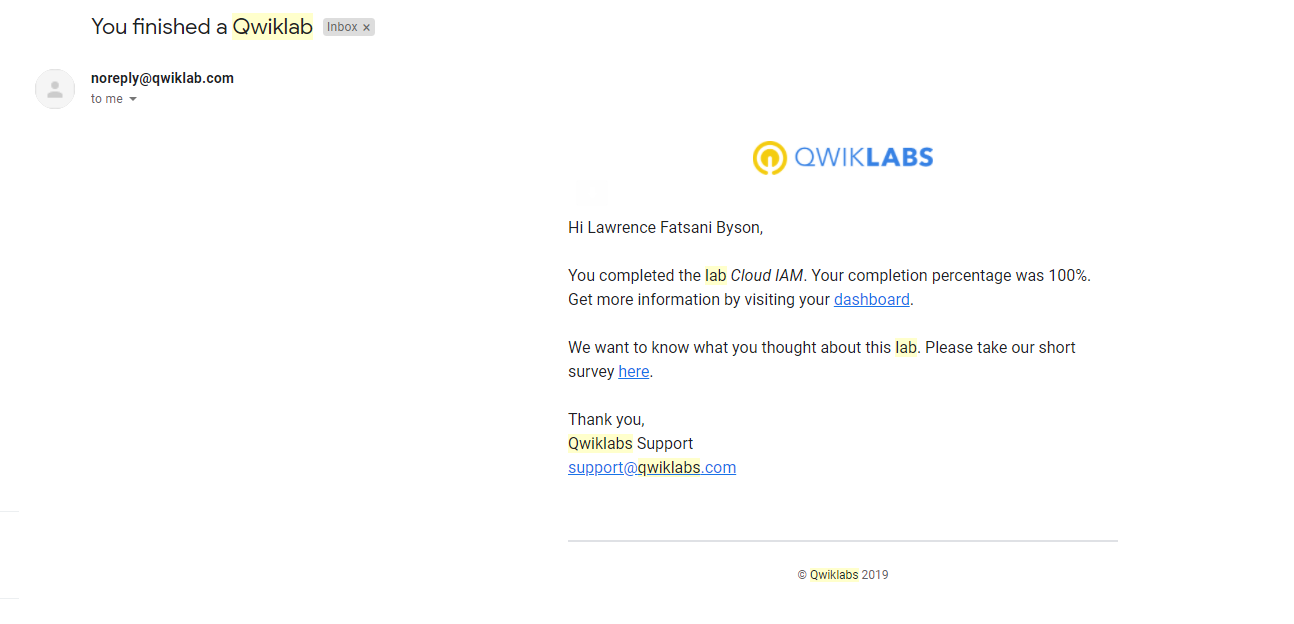 You finished a Qwiklab Inbox ×
noreply@qwiklab.com
to me
QWIKLABS
Hi Lawrence Fatsani Byson,
You completed the lab Cloud IAM. Your completion percentage was 100%.
Get more information by visiting your dashboard.
We want to know what you thought about this lab. Please take our short
survey here.
Thank you,
Qwiklabs Support
support@qwiklabs.com
© Qwiklabs 2019